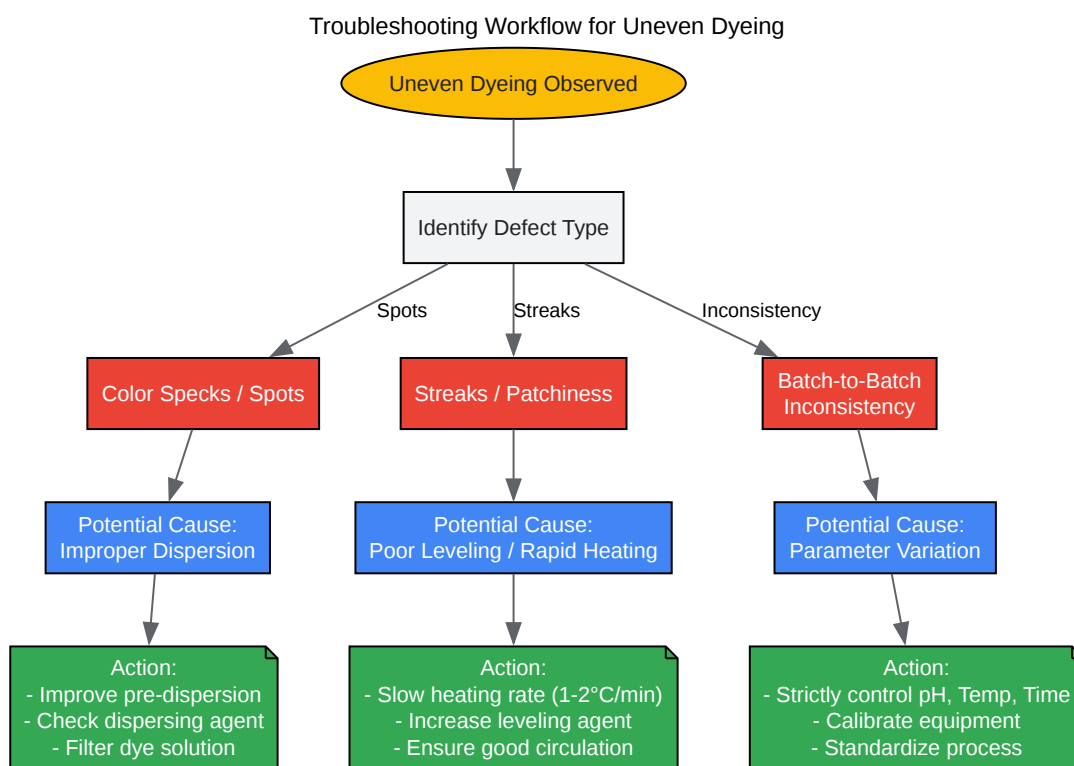 Troubleshooting Workflow for Uneven Dyeing
Uneven Dyeing Observed
Identify Defect Type
Spots
Streaks
Inconsistency
Color Specks / Spots
Streaks / Patchiness
Batch-to-Batch
Inconsistency
Potential Cause:
Improper Dispersion
Potential Cause:
Poor Leveling / Rapid Heating
Potential Cause:
Parameter Variation
Action:
- Improve pre-dispersion
- Check dispersing agent
- Filter dye solution
Action:
- Slow heating rate (1-2°C/min)
- Increase leveling agent
- Ensure good circulation
Action:
- Strictly control pH, Temp, Time
- Calibrate equipment
- Standardize process